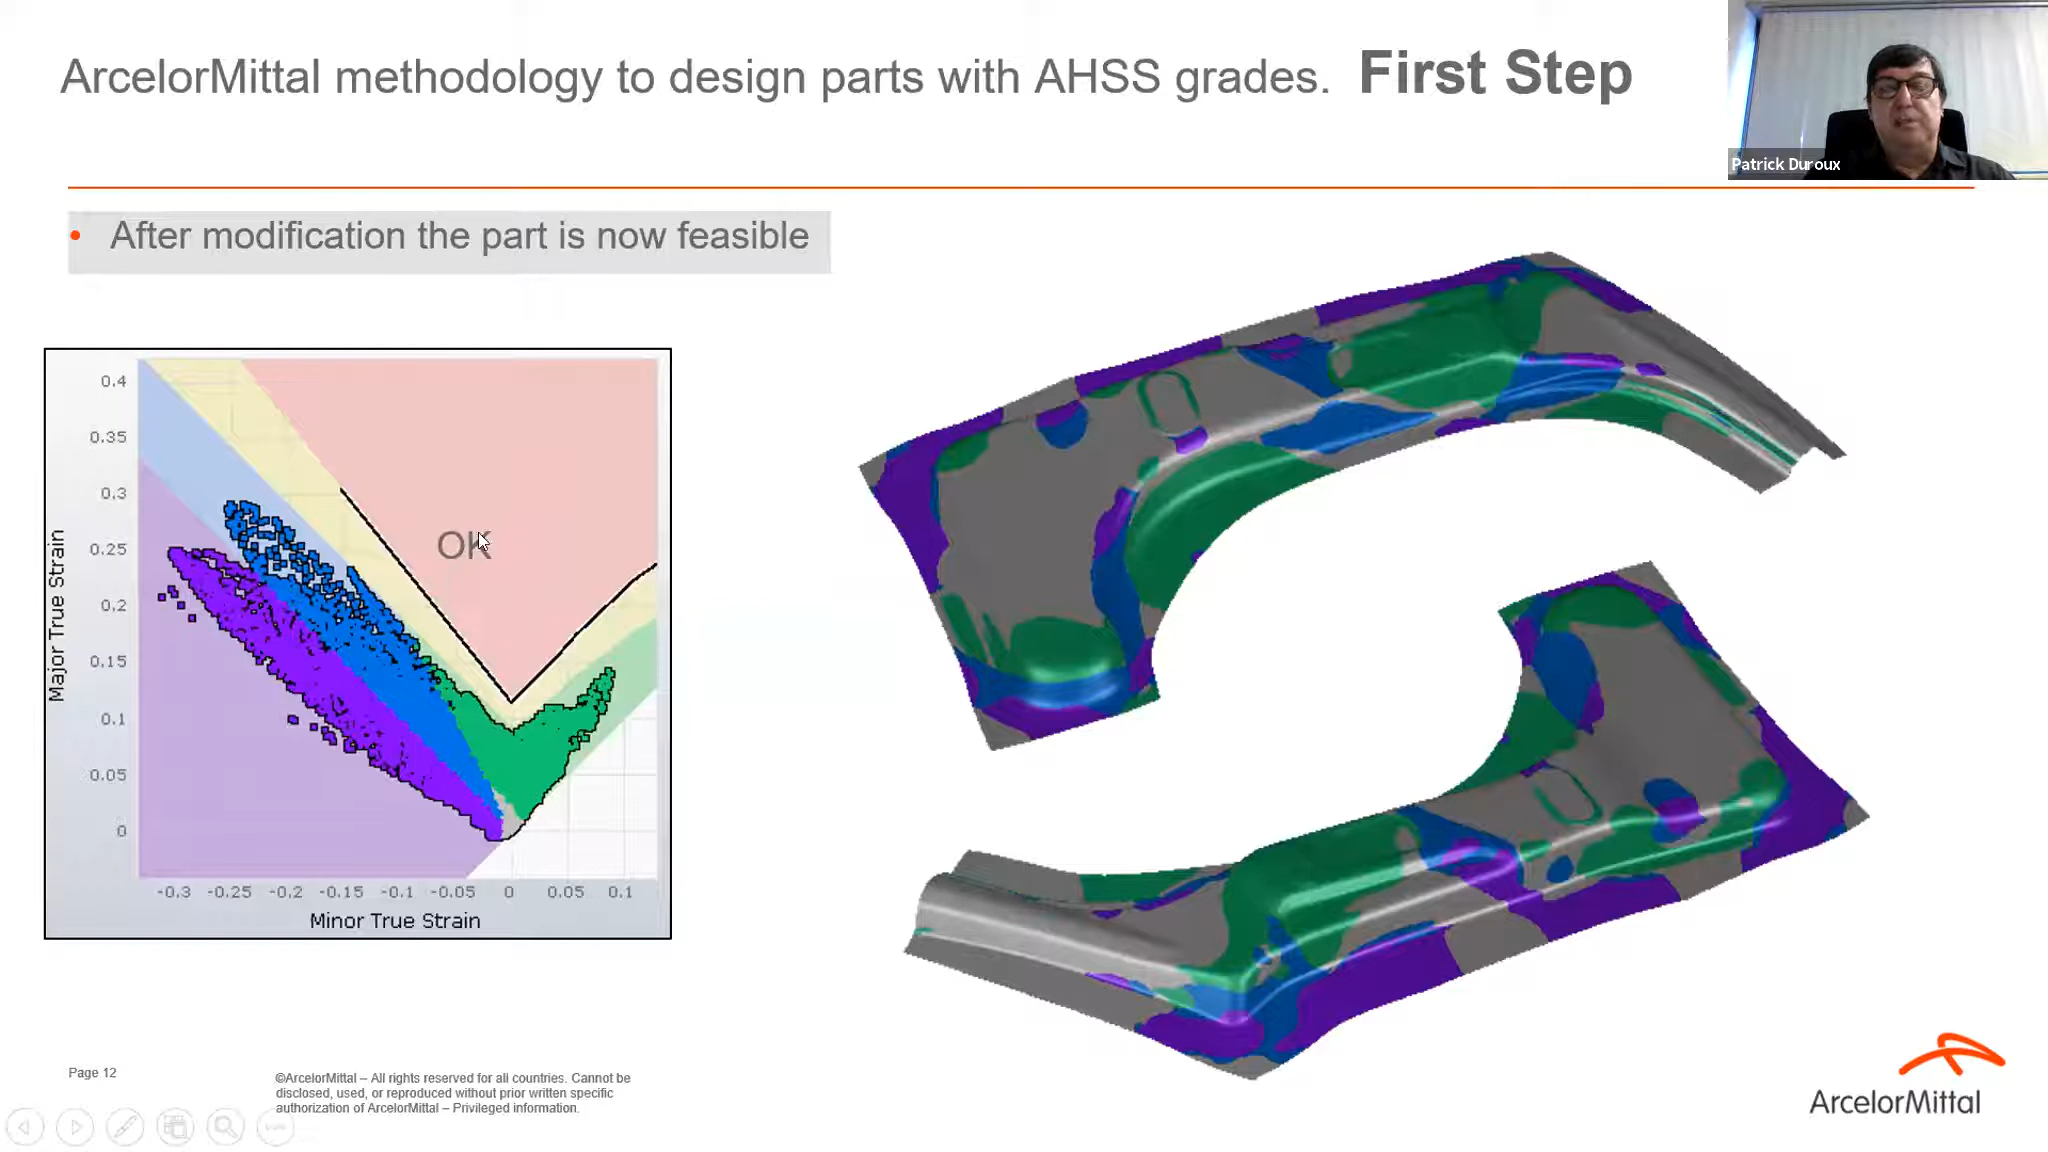 ArcelorMittal methodology to design parts with AHSS grades. First Step
Patrick Duroux
• After modification the part is now feasible
0.4
0.35
0.3
0.25
0.2
0.15
0.1
0.05
0
Major True Strain
OK
-0.3 -0.25 -0.2 -0.15 -0.1 -0.05 0 0.05 0.1
Minor True Strain
Page 12
©ArcelorMittal – All rights reserved for all countries. Cannot be
disclosed, used, or reproduced without prior written specific
authorization of ArcelorMittal – Privileged information.
ArcelorMittal